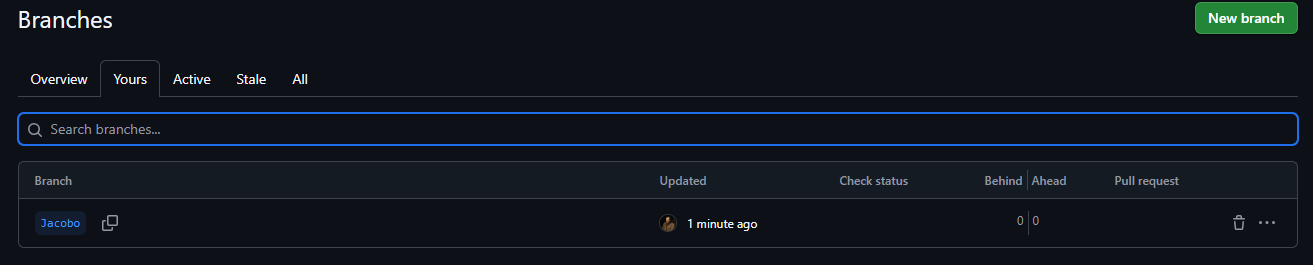 Branches
New branch
Overview Yours Active Stale All
Search branches...
Branch Updated Check status Behind Ahead Pull request
Jacobo 1 minute ago 0 0